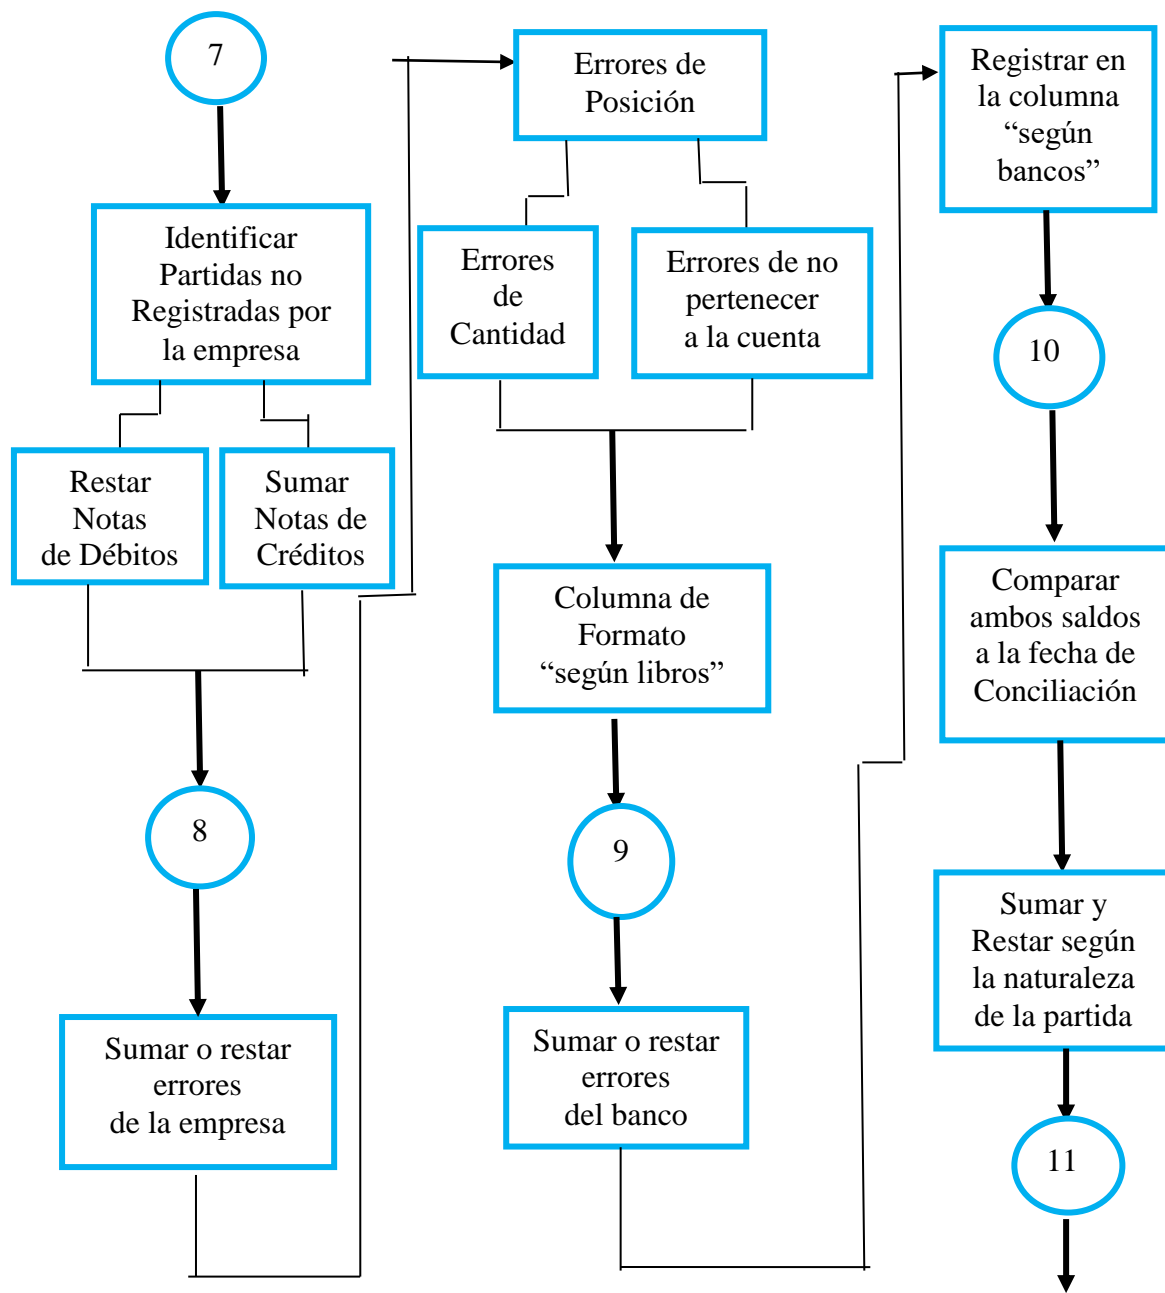 7
Identificar
Partidas no
Registradas por
la empresa
Restar
Notas
de Débitos
Sumar
Notas de
Créditos
8
Sumar o restar
errores
de la empresa
Errores de
Posición
Errores
de
Cantidad
Errores de no
pertenecer
a la cuenta
Columna de
Formato
“según libros”
9
Sumar o restar
errores
del banco
Registrar en
la columna
“según
bancos”
10
Comparar
ambos saldos
a la fecha de
Conciliación
Sumar y
Restar según
la naturaleza
de la partida
11